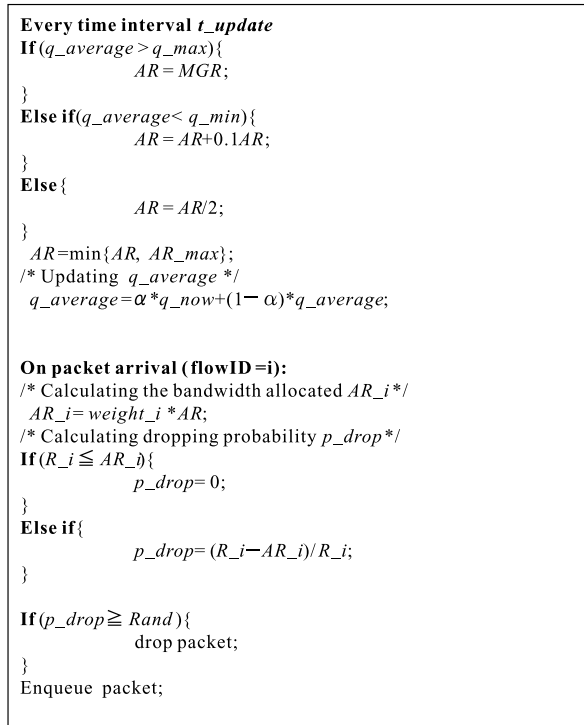 Every time interval t_update
If(q_average > q_max){
AR = MGR;
}
Else if(q_average< q_min){
AR = AR+0.1AR;
}
Else{
AR = AR/2;
}
AR=min{AR, AR_max};
/* Updating q_average */
q_average=α*q_now+(1− α)*q_average;
On packet arrival (flowID =i):
/* Calculating the bandwidth allocated AR_i*/
AR_i= weight_i *AR;
/* Calculating dropping probability p_drop*/
If(R_i ≦ AR_i){
p_drop= 0;
}
Else if{
p_drop= (R_i−AR_i)/R_i;
}
If(p_drop≧ Rand){
drop packet;
}
Enqueue packet;